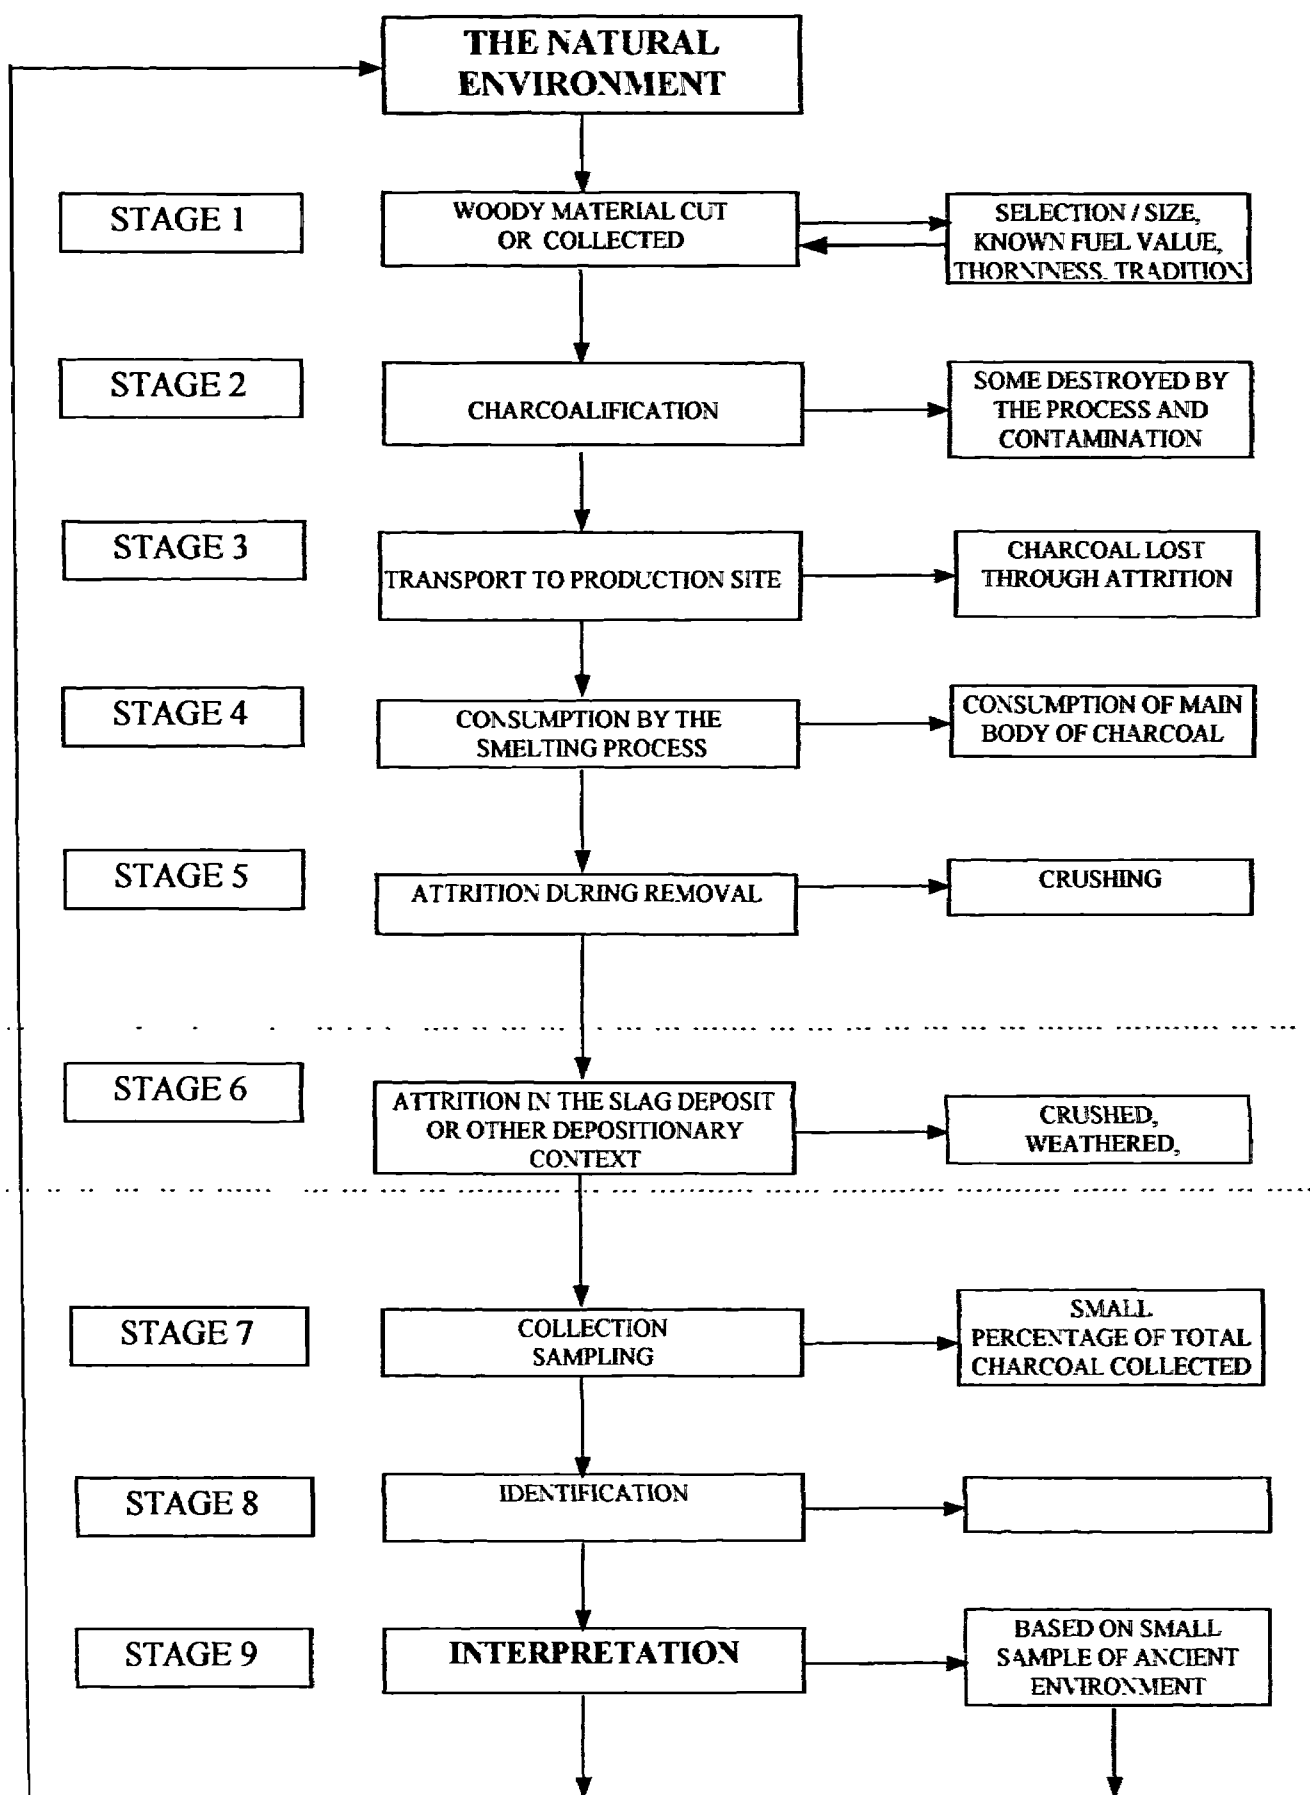 THE NATURAL
ENVIRONMENT
STAGE 1
WOODY MATERIAL CUT
OR COLLECTED
SELECTION / SIZE,
KNOWN FUEL VALUE,
THORNINESS, TRADITION
STAGE 2
CHARCOALIFICATION
SOME DESTROYED BY
THE PROCESS AND
CONTAMINATION
STAGE 3
TRANSPORT TO PRODUCTION SITE
CHARCOAL LOST
THROUGH ATTRITION
STAGE 4
CONSUMPTION BY THE
SMELTING PROCESS
CONSUMPTION OF MAIN
BODY OF CHARCOAL
STAGE 5
ATTRITION DURING REMOVAL
CRUSHING
STAGE 6
ATTRITION IN THE SLAG DEPOSIT
OR OTHER DEPOSITIONARY
CONTEXT
CRUSHED,
WEATHERED,
STAGE 7
COLLECTION
SAMPLING
SMALL
PERCENTAGE OF TOTAL
CHARCOAL COLLECTED
STAGE 8
IDENTIFICATION
STAGE 9
INTERPRETATION
BASED ON SMALL
SAMPLE OF ANCIENT
ENVIRONMENT